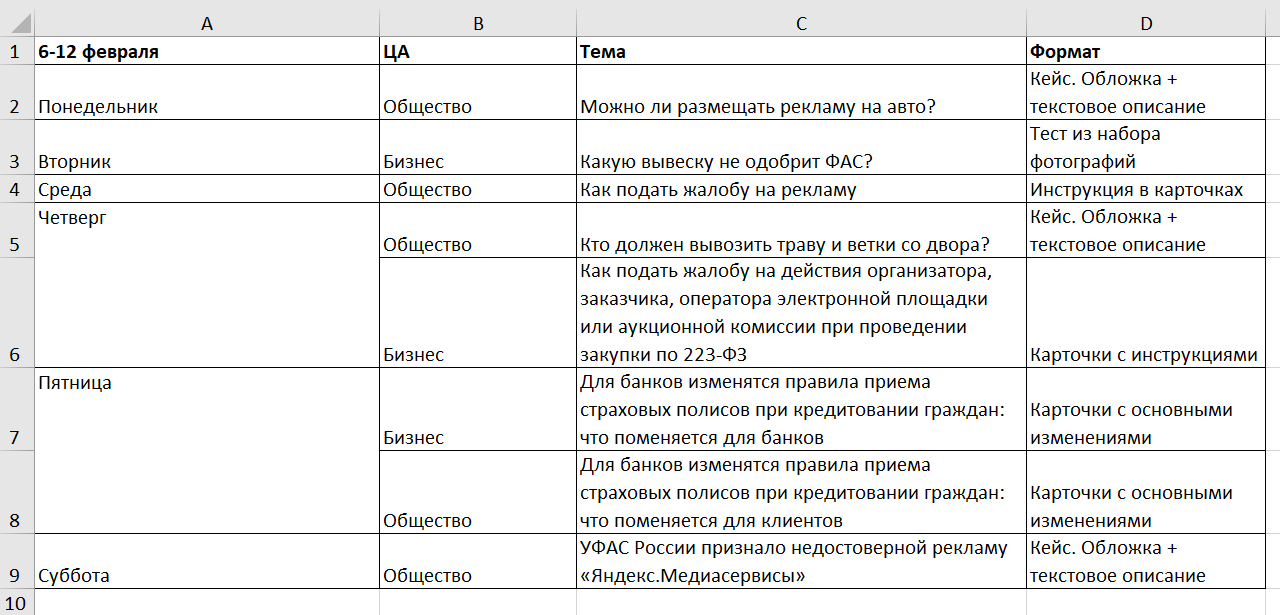 A B C D
1 6-12 февраля ЦА Тема Формат
Кейс. Обложка +
2 Понедельник Общество Можно ли размещать рекламу на авто? текстовое описание
Тест из набора
3 Вторник Бизнес Какую вывеску не одобрит ФАС? фотографий
4 Среда Общество Как подать жалобу на рекламу Инструкция в карточках
Четверг Кейс. Обложка +
5 Общество Кто должен вывозить траву и ветки со двора? текстовое описание
Как подать жалобу на действия организатора,
заказчика, оператора электронной площадки
или аукционной комиссии при проведении
6 Бизнес закупки по 223-ФЗ Карточки с инструкциями
Пятница Для банков изменятся правила приема
страховых полисов при кредитовании граждан: Карточки с основными
7 Бизнес что поменяется для банков изменениями
Для банков изменятся правила приема
страховых полисов при кредитовании граждан: Карточки с основными
8 Общество что поменяется для клиентов изменениями
УФАС России признало недостоверной рекламу Кейс. Обложка +
9 Суббота Общество «Яндекс.Медиасервисы» текстовое описание
10